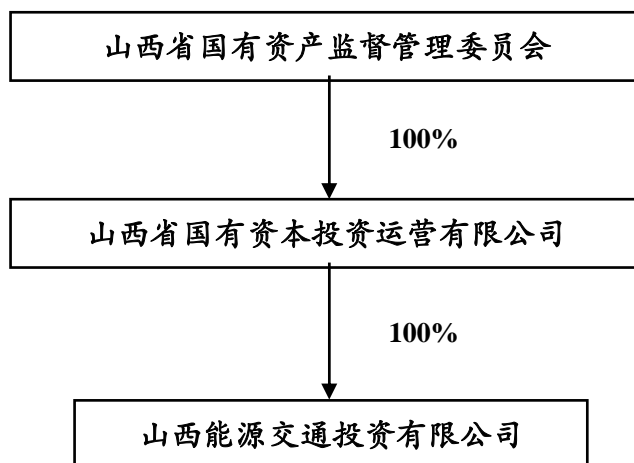 山西省国有资产监督管理委员会
100%
山西省国有资本投资运营有限公司
100%
山西能源交通投资有限公司